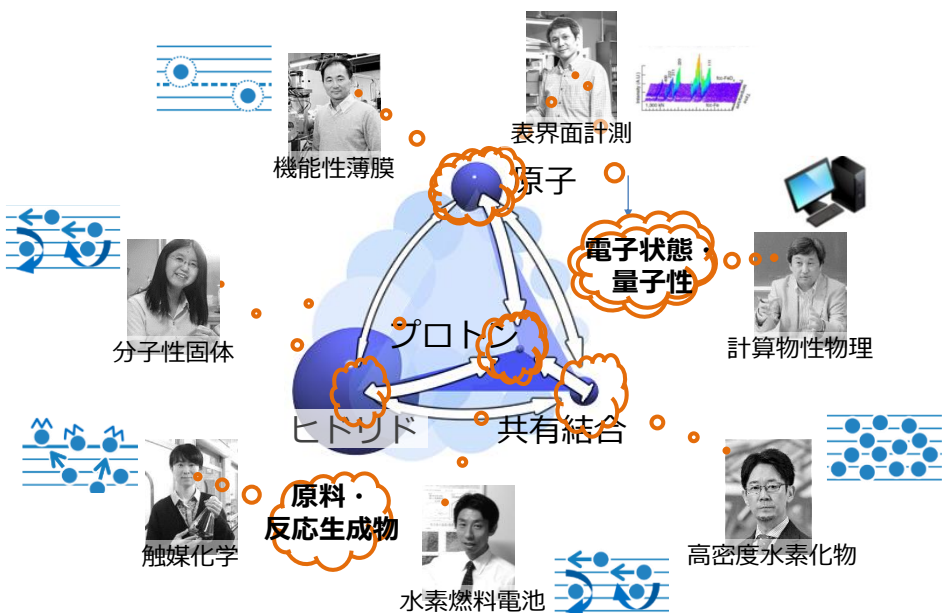 表界面計測
機能性薄膜
原子
電子状態・
量子性
プロトン
分子性固体
計算物性物理
ヒドリド
共有結合
原料・
反応生成物
触媒化学
高密度水素化物
水素燃料電池